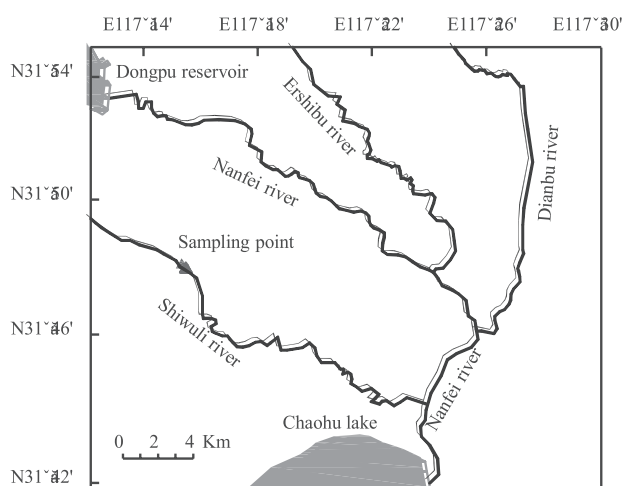 E117°14' E117°18' E117°22' E117°26' E117°30'
N31°54'
Dongpu reservoir
Ershibu river
Dianbu river
Nanfei river
N31°50'
Sampling point
Shiwuli river
N31°46'
Nanfei river
Chaohu lake
0 2 4 Km
N31°42'